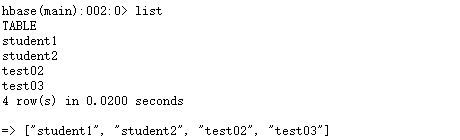 hbase(main):002:0> list
TABLE
student1
student2
test02
test03
4 row(s) in 0.0200 seconds
=> ["student1", "student2", "test02", "test03"]